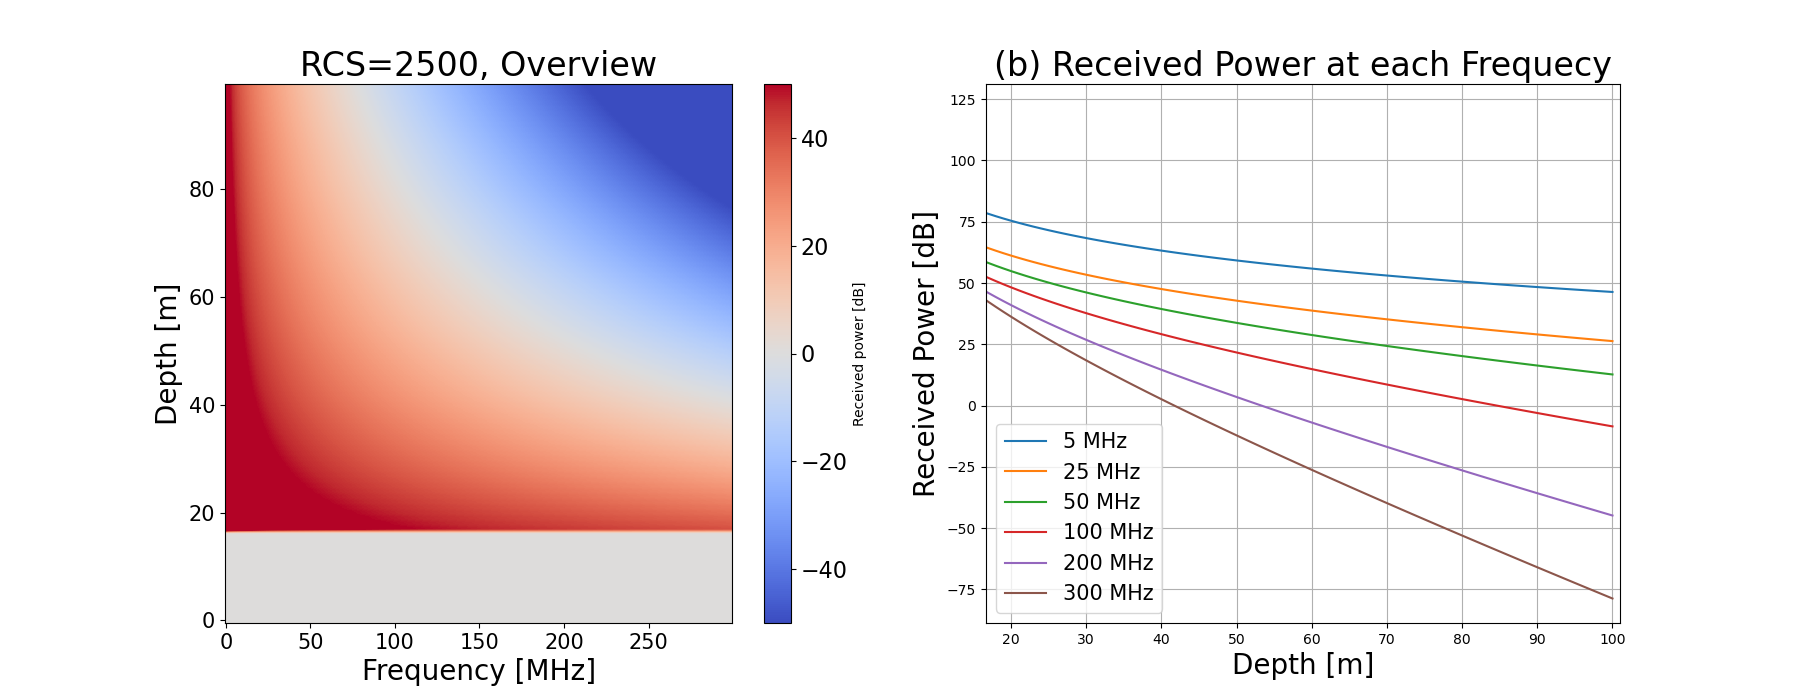 RCS=2500, Overview
Depth [m]
80
60
40
20
0
0 50 100 150 200 250
Frequency [MHz]
40
20
0
−20
−40
Received power [dB]
(b) Received Power at each Frequecy
Received Power [dB]
125
100
75
50
25
0
−25
−50
−75
5 MHz
25 MHz
50 MHz
100 MHz
200 MHz
300 MHz
20 30 40 50 60 70 80 90 100
Depth [m]